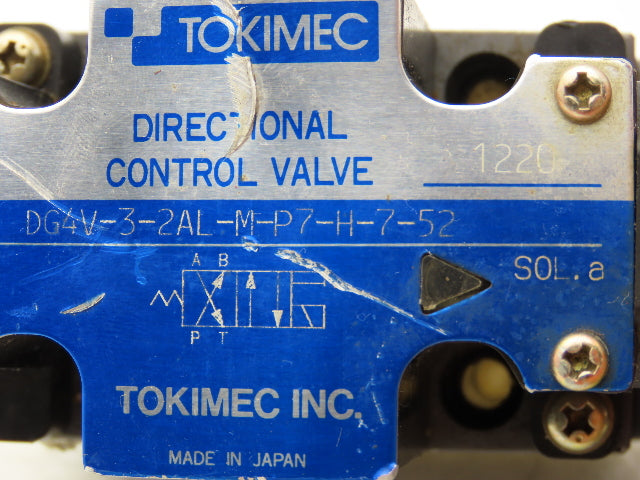 TOKIMEC
DIRECTIONAL
CONTROL VALVE
1220
DG4V-3-2AL-M-P7-H-7-52
A B
SOL.a
P T
TOKIMEC INC.
MADE IN JAPAN